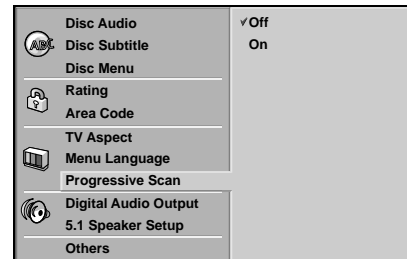 Disc Audio
Disc Subtitle
Disc Menu
Rating
Area Code
TV Aspect
Menu Language
Progressive Scan
Digital Audio Output
5.1 Speaker Setup
Others
✓Off
On
ABC